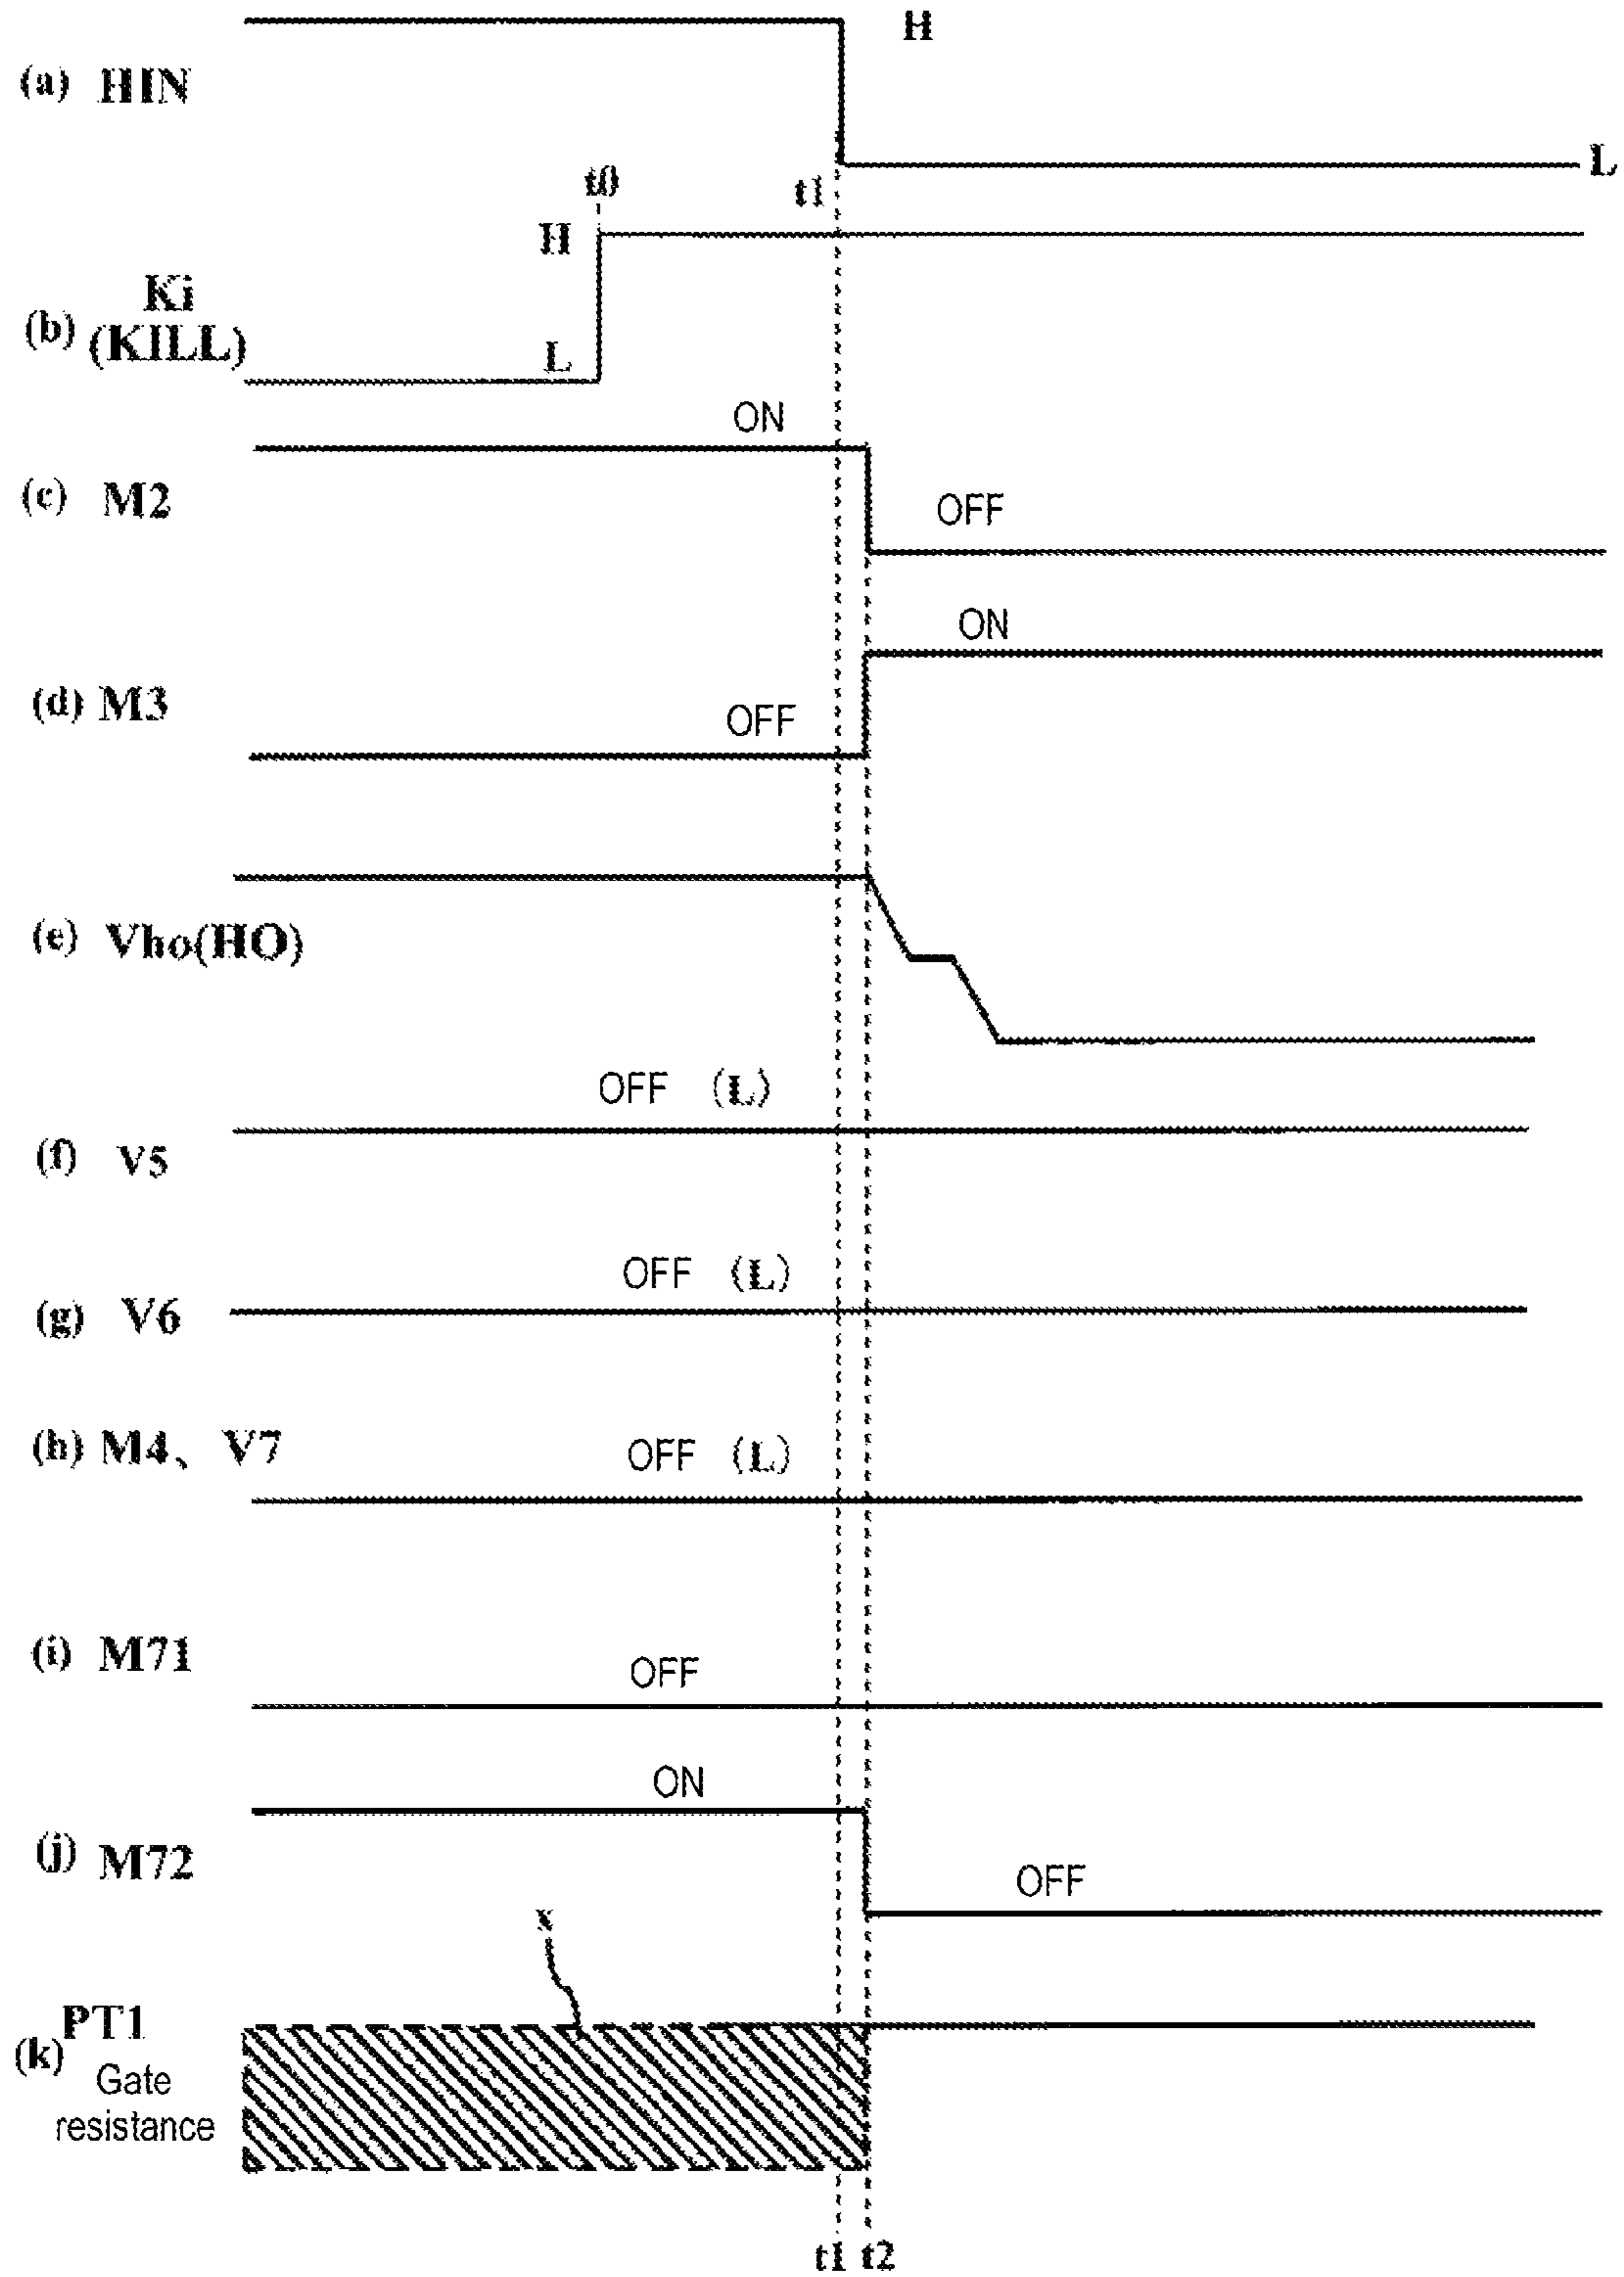 H
(a) HIN
L
t0
t1
H
Ki
(b) (KILL)
L
ON
(c) M2
OFF
ON
(d) M3
OFF
(e) Vho(HO)
OFF (L)
(f) V5
OFF (L)
(g) V6
(h) M4、V7
OFF (L)
(i) M71
OFF
ON
(j) M72
OFF
x
PT1
(k) Gate
resistance
t1 t2